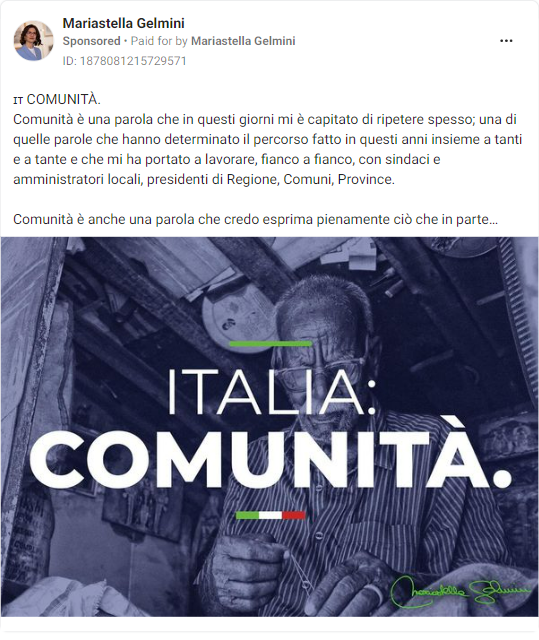 Mariastella Gelmini
Sponsored • Paid for by Mariastella Gelmini
ID: 1878081215729571
IT COMUNITÀ.
Comunità è una parola che in questi giorni mi è capitato di ripetere spesso; una di
quelle parole che hanno determinato il percorso fatto in questi anni insieme a tanti
e a tante e che mi ha portato a lavorare, fianco a fianco, con sindaci e
amministratori locali, presidenti di Regione, Comuni, Province.
Comunità è anche una parola che credo esprima pienamente ciò che in parte...
ITALIA:
COMUNITÀ.
Mariastella Gelmini